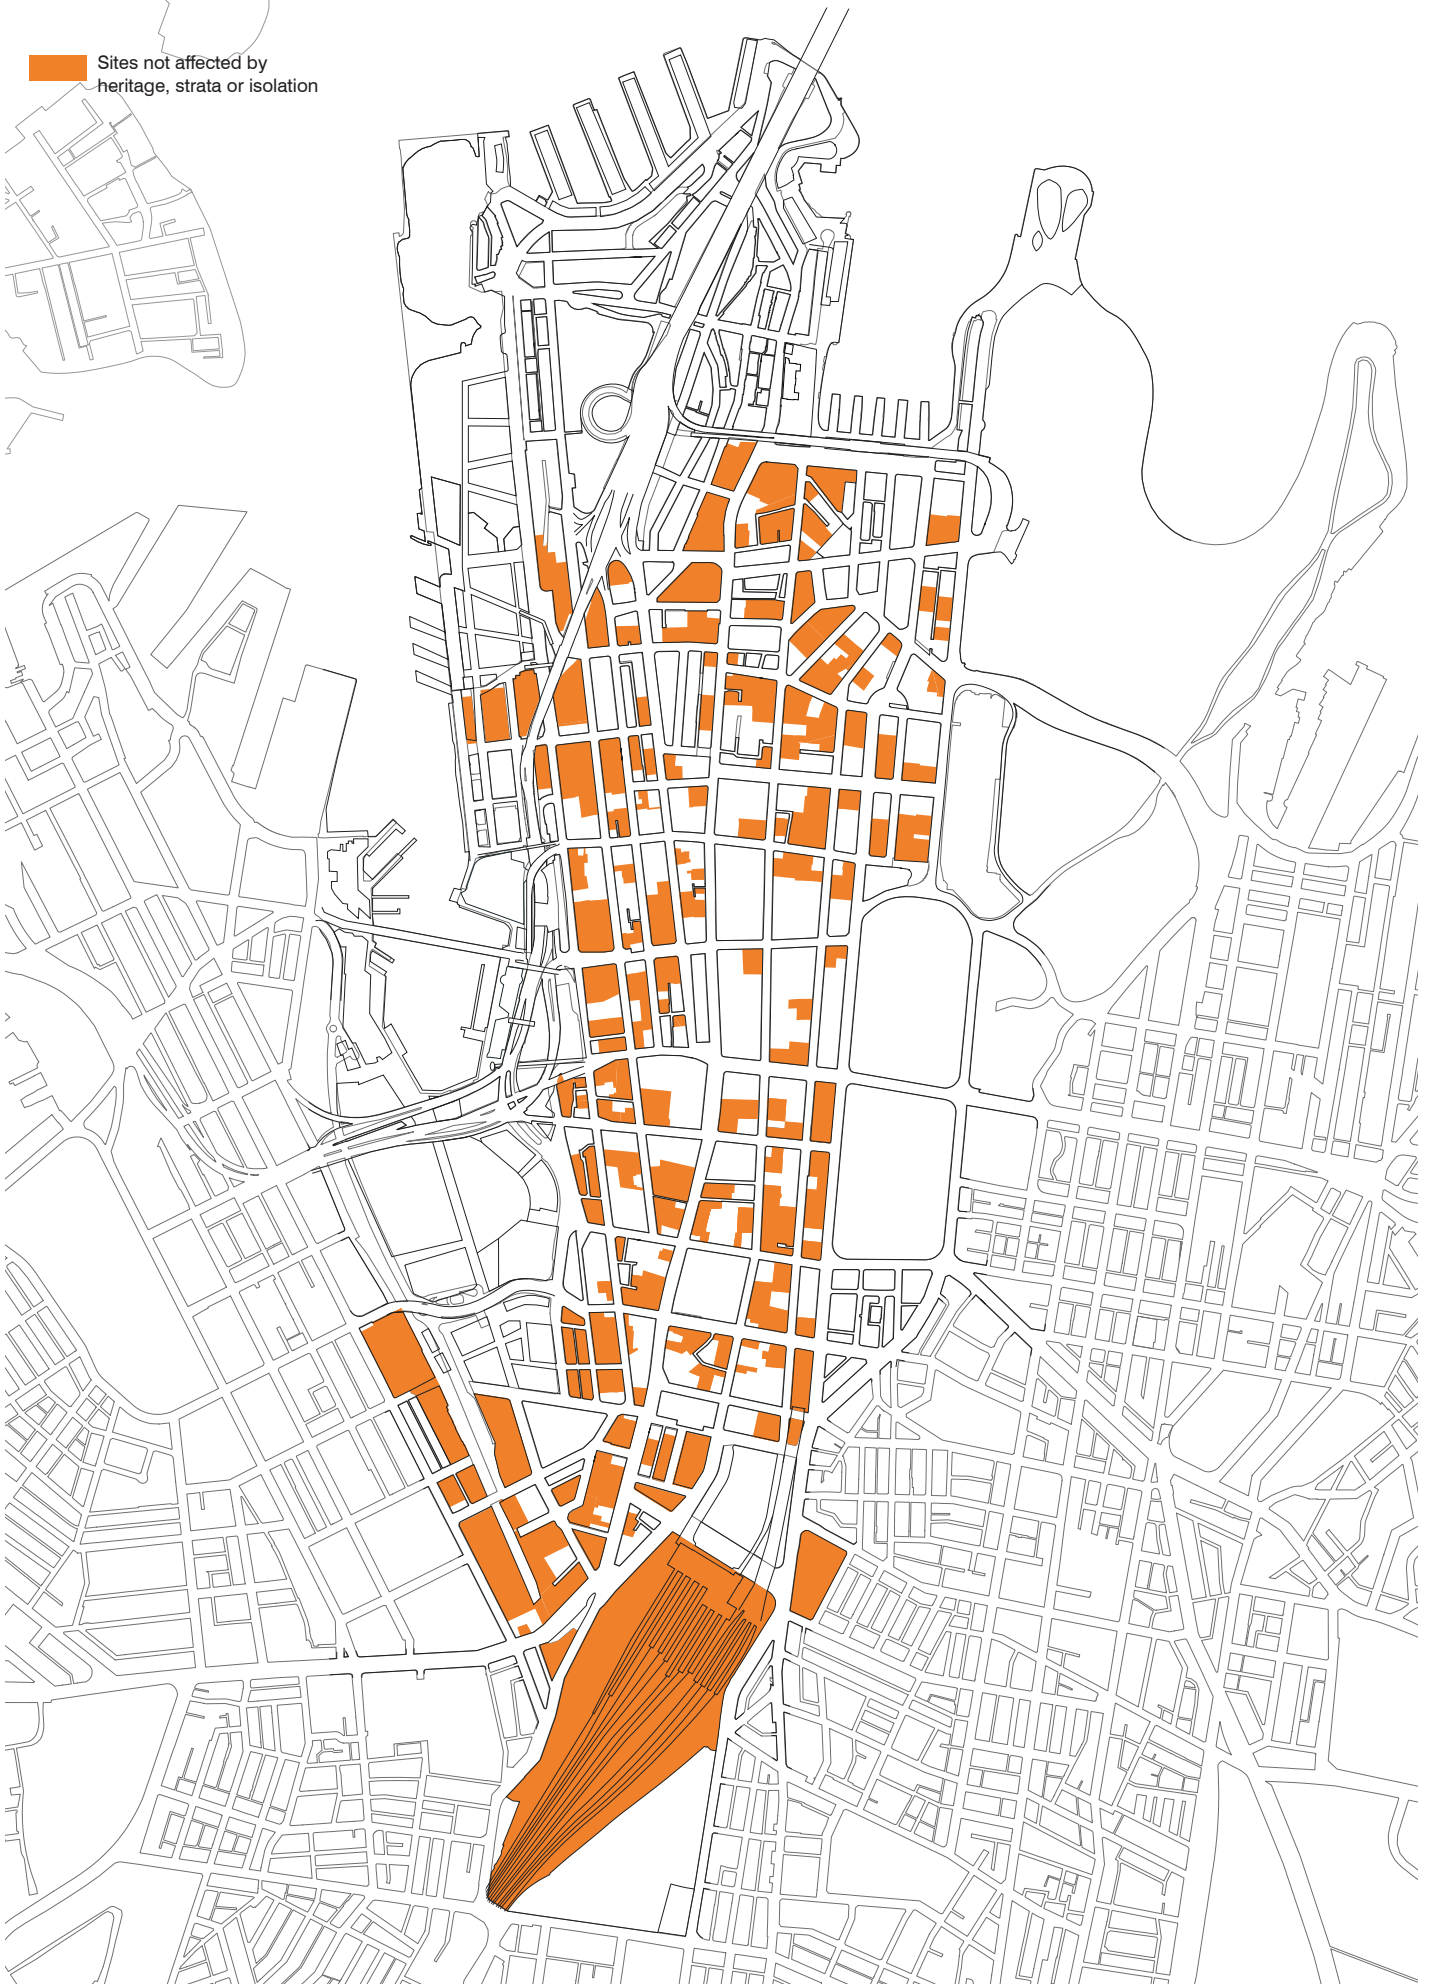 Sites not affected by
heritage, strata or isolation